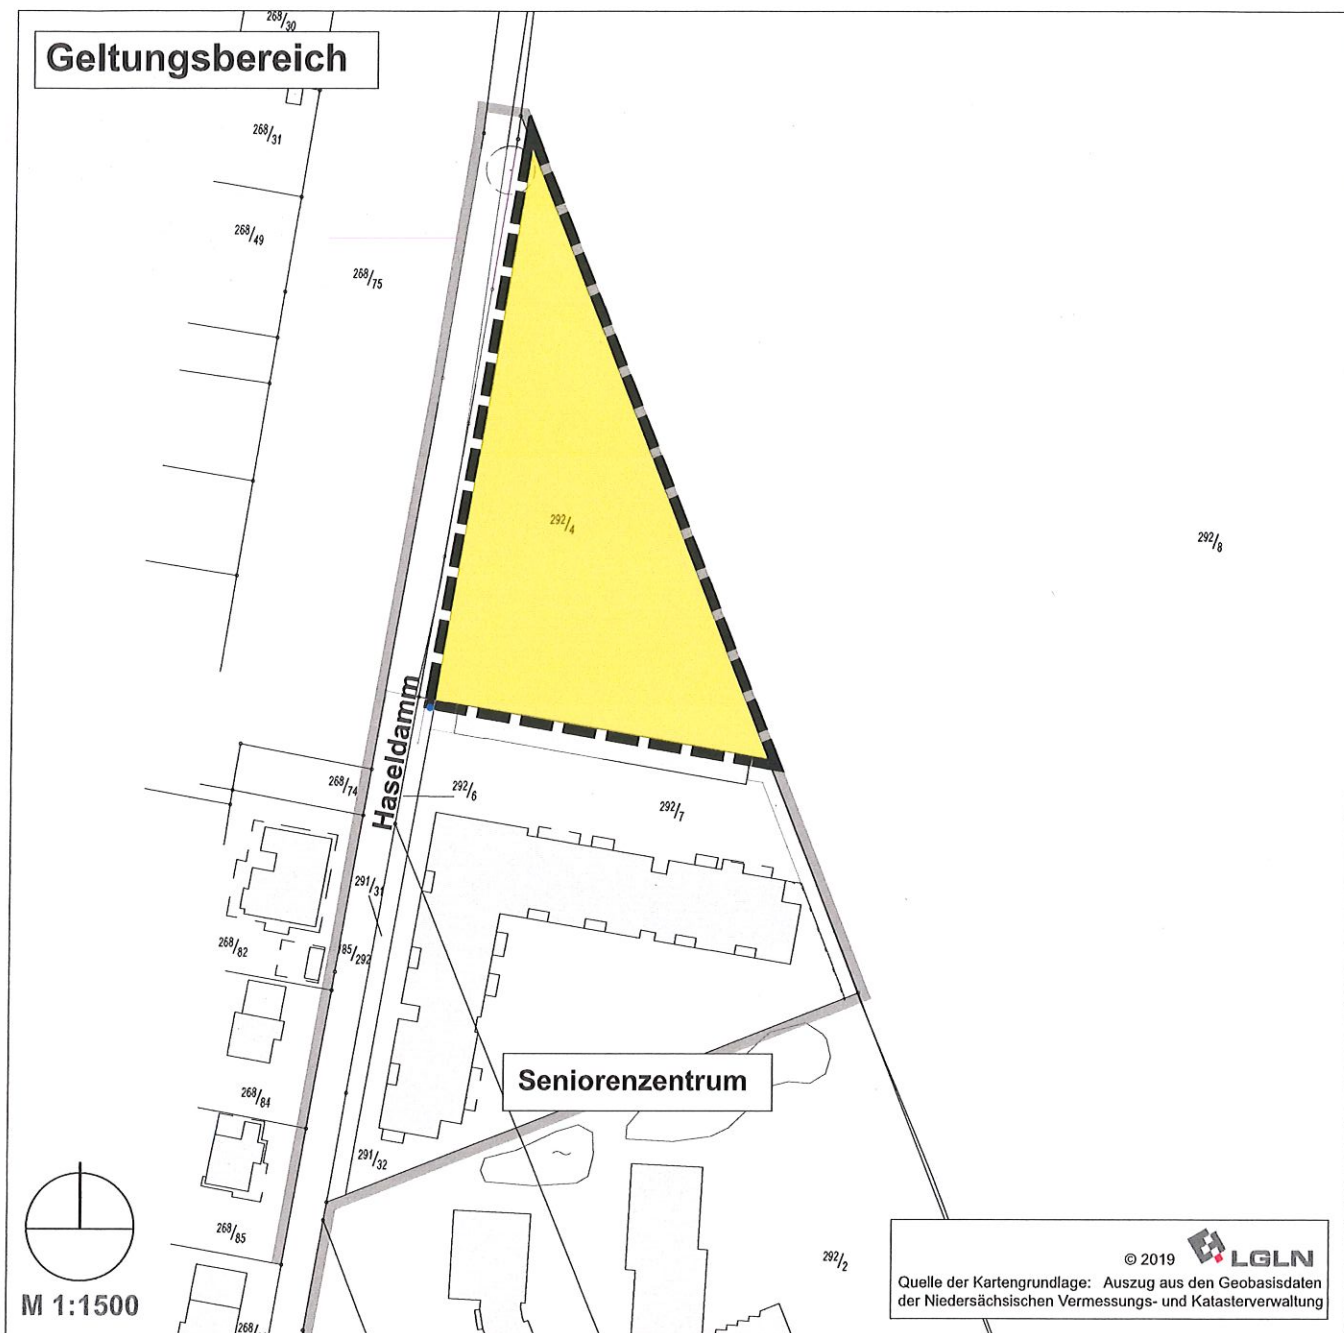 268/30
Geltungsbereich
268/31
268/49
268/75
292/4
292/8
Haseldamm
268/74
292/6
292/7
291/31
268/82
85/292
Seniorenzentrum
268/84
291/32
268/85
292/2
M 1:1500
© 2019 LGLN
Quelle der Kartengrundlage: Auszug aus den Geobasisdaten
der Niedersächsischen Vermessungs- und Katasterverwaltung